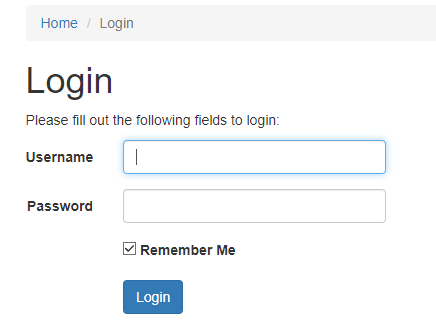 Home / Login
Login
Please fill out the following fields to login:
Username
Password
Remember Me
Login